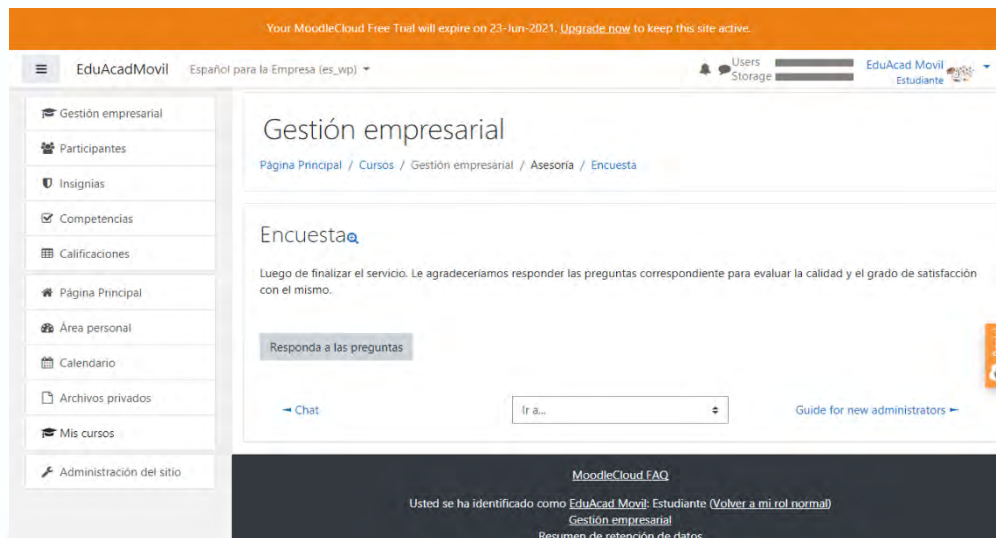 Your MoodleCloud Free Trial will expire on 23-Jun-2021. Upgrade now to keep this site active.
EduAcadMovil Español para la Empresa (es_wp)
Users
Storage
EduAcad Movil
Estudiante
Gestión empresarial
Participantes
Insignias
Competencias
Calificaciones
Página Principal
Área personal
Calendario
Archivos privados
Mis cursos
Administración del sitio
Gestión empresarial
Página Principal / Cursos / Gestión empresarial / Asesoría / Encuesta
Encuesta
Luego de finalizar el servicio. Le agradeceríamos responder las preguntas correspondiente para evaluar la calidad y el grado de satisfacción
con el mismo.
Responda a las preguntas
◄ Chat
Ir a...
Guide for new administrators ►
MoodleCloud FAQ
Usted se ha identificado como EduAcad Movil: Estudiante (Volver a mi rol normal)
Gestión empresarial
Resumen de retención de datos